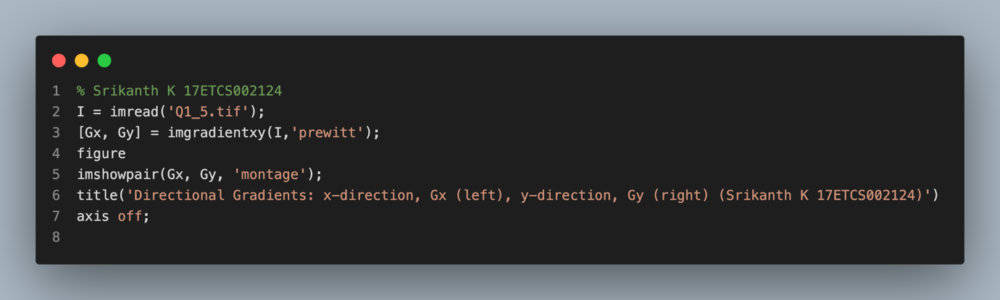 1 % Srikanth K 17ETCS002124
2 I = imread('Q1_5.tif');
3 [Gx, Gy] = imgradientxy(I,'prewitt');
4 figure
5 imshowpair(Gx, Gy, 'montage');
6 title('Directional Gradients: x-direction, Gx (left), y-direction, Gy (right) (Srikanth K 17ETCS002124)')
7 axis off;
8